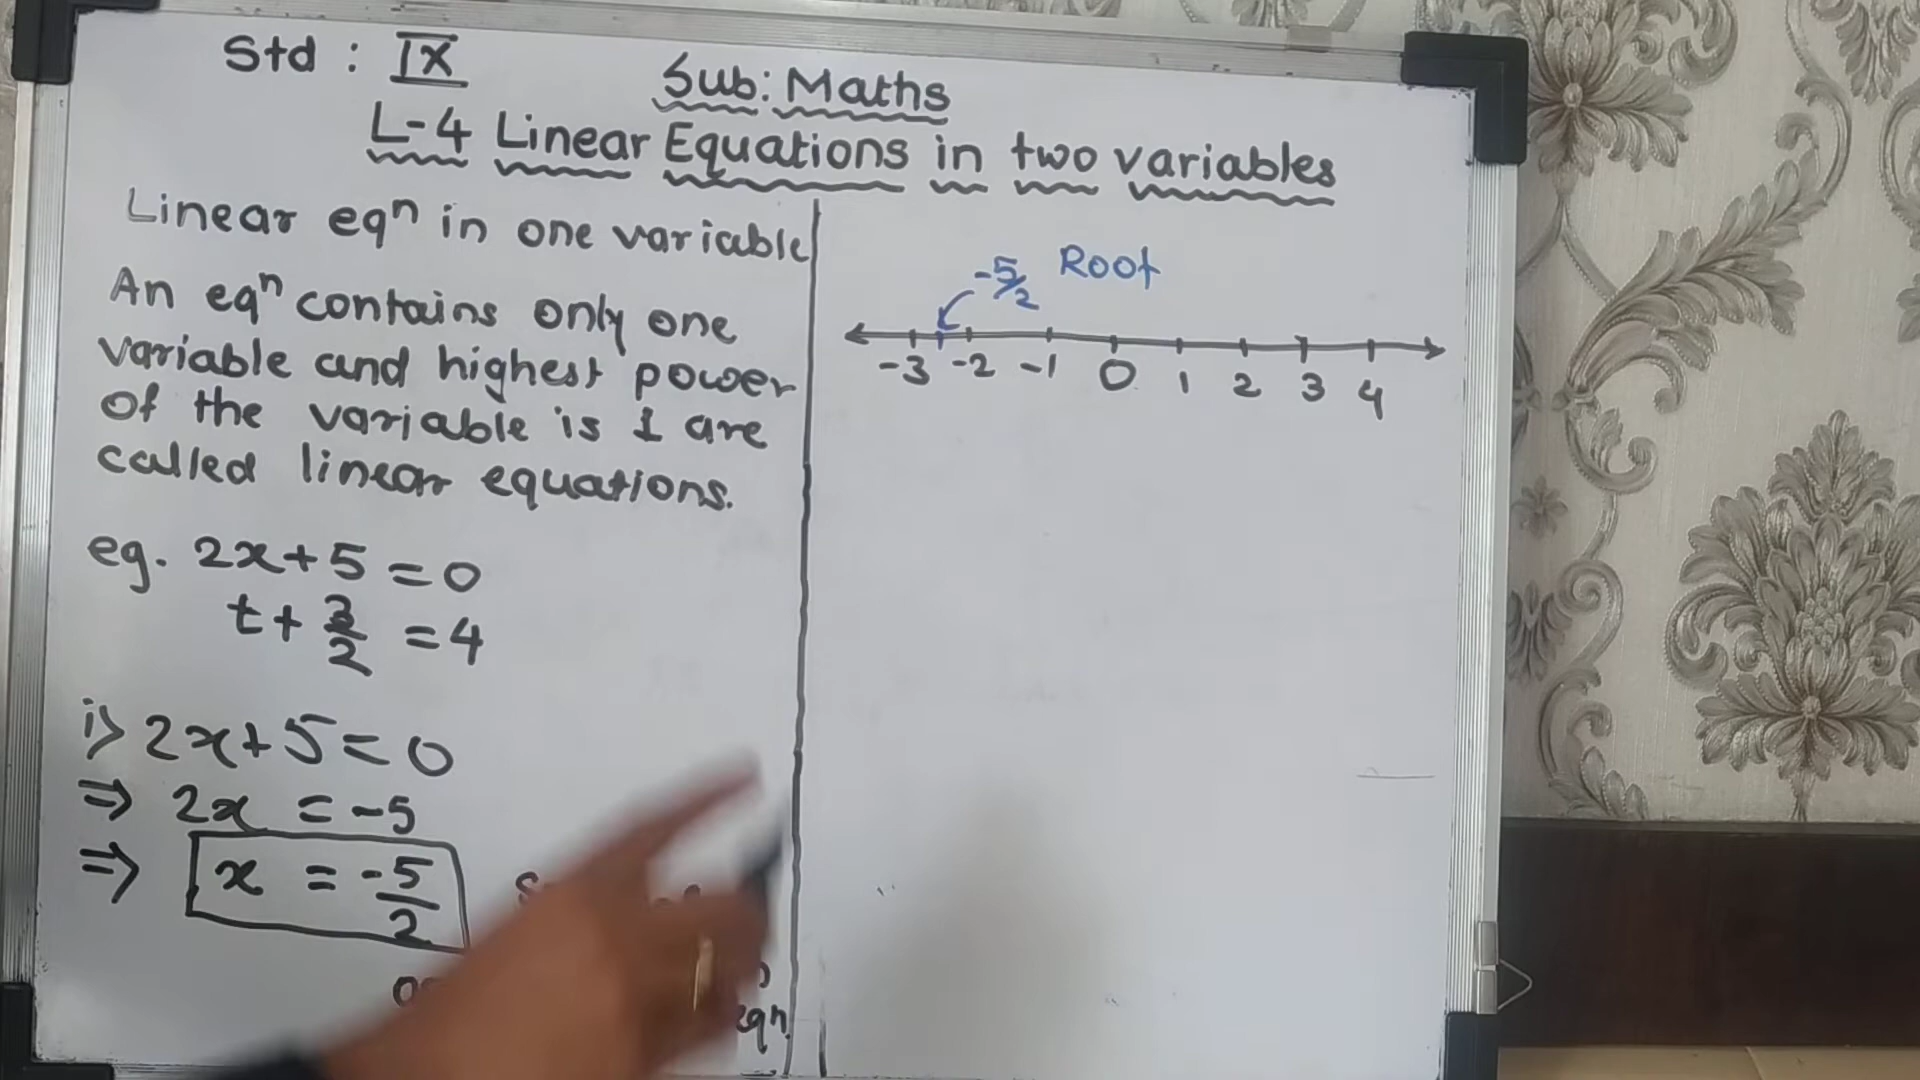 Std : IX
Sub: Maths
L-4 Linear Equations in two variables
Linear eqⁿ in one variable
An eqⁿ contains only one
variable and highest power
of the variable is 1 are
called linear equations.
eg. 2x+5=0
t+3/2=4
i> 2x+5=0
⇒ 2x = -5
⇒ x = -5/2
eqⁿ.
-5/2 Root
-3 -2 -1 0 1 2 3 4